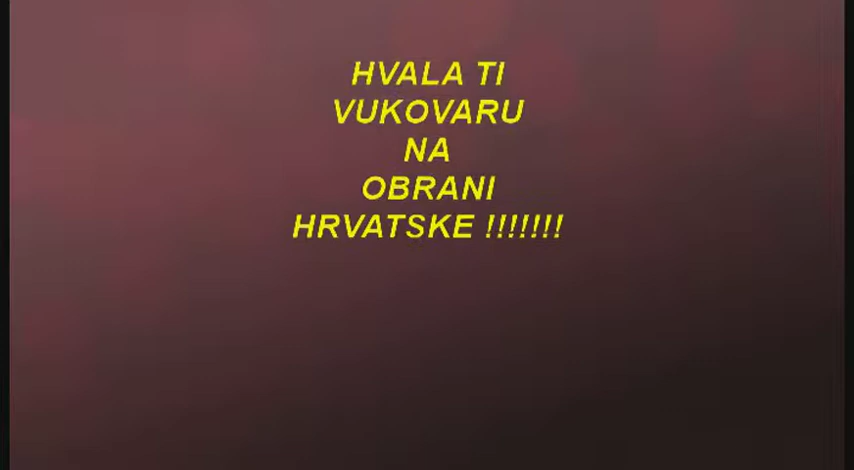 HVALA TI
VUKOVARU
NA
OBRANI
HRVATSKE !!!!!!!